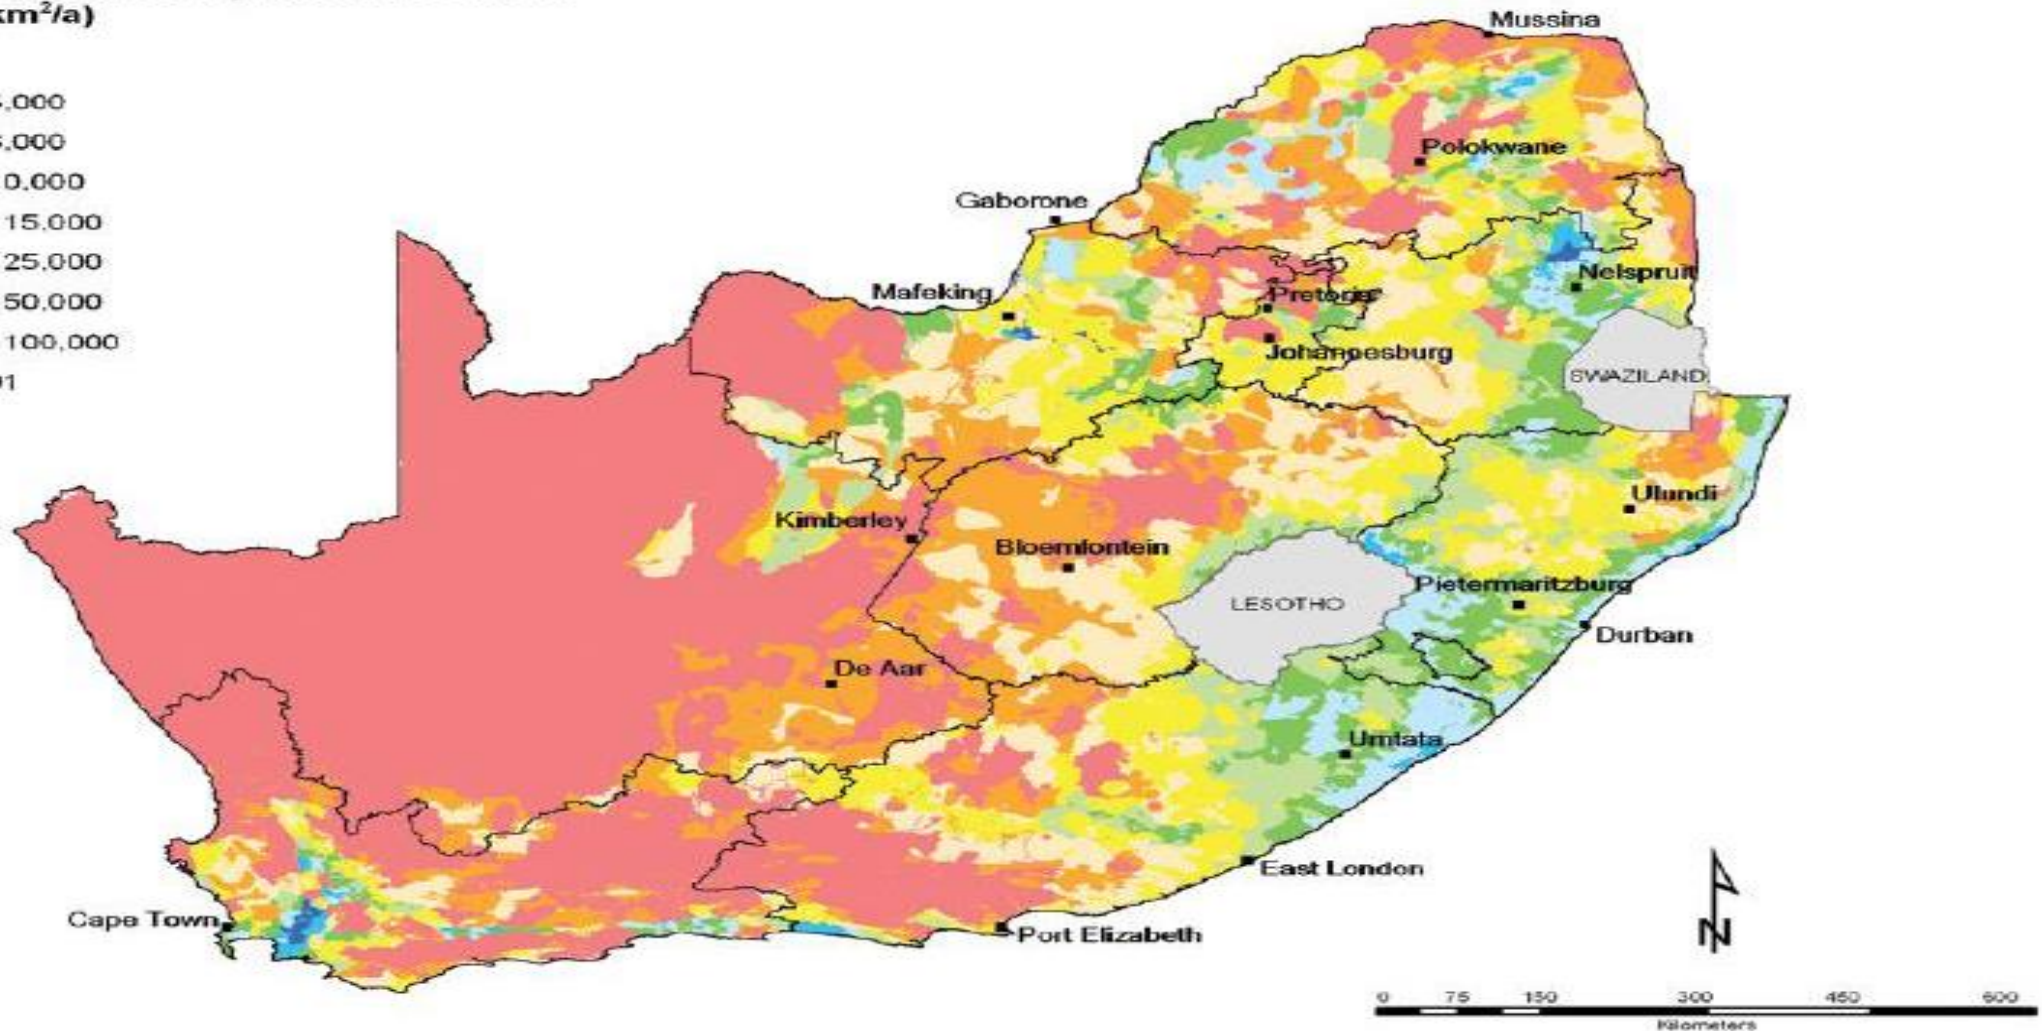 km²/a)
,000
,000
0.000
15.000
25,000
50,000
100,000
Mussina
Polokwane
Gaborone
Nelspruit
Mafeking
Pretoria
Johannesburg
SWAZILAND
Ulundi
Kimberley
Bloemfontein
Pietermaritzburg
LESOTHO
Durban
De Aar
Umtata
East London
Cape Town
Port Elizabeth
N
0 75 150 300 450 600
Kilometers